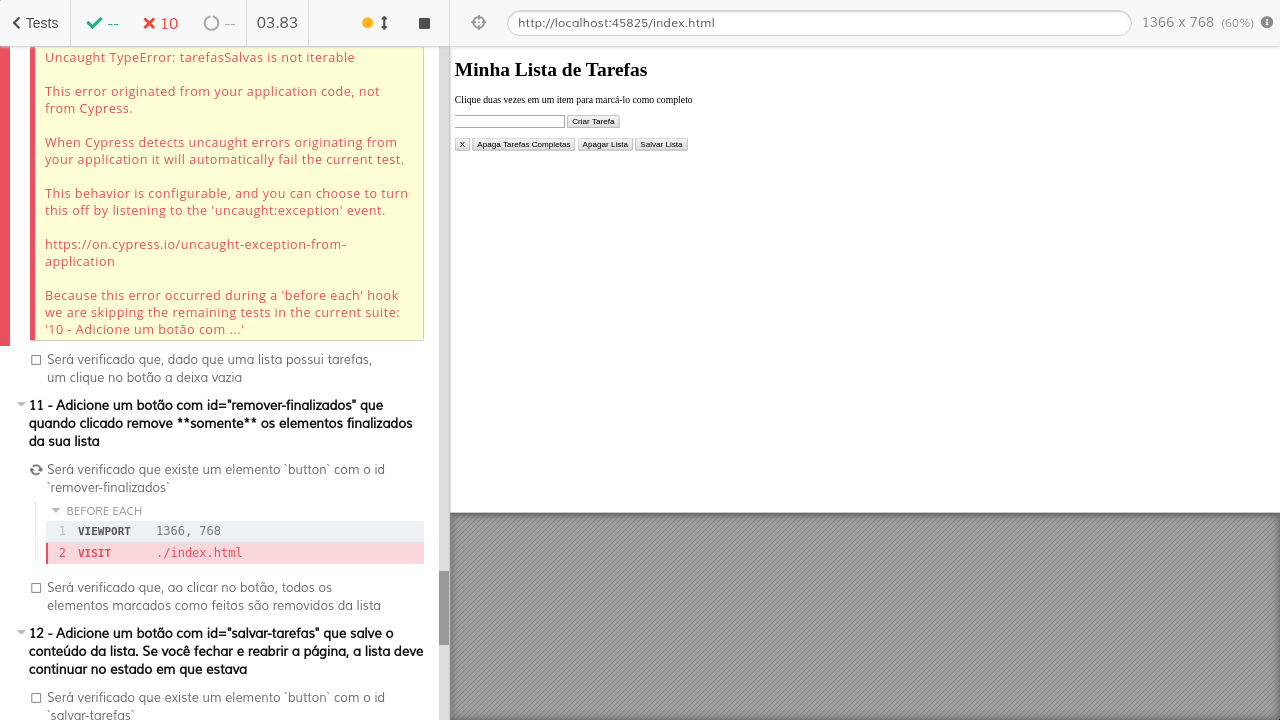 Tests
--
10
--
03.83
http://localhost:45825/index.html
1366 x 768 (60%)
Uncaught TypeError: tarefasSalvas is not iterable
This error originated from your application code, not
from Cypress.
When Cypress detects uncaught errors originating from
your application it will automatically fail the current test.
This behavior is configurable, and you can choose to turn
this off by listening to the 'uncaught:exception' event.
https://on.cypress.io/uncaught-exception-from-
application
Because this error occurred during a 'before each' hook
we are skipping the remaining tests in the current suite:
'10 - Adicione um botão com ...'
Será verificado que, dado que uma lista possui tarefas,
um clique no botão a deixa vazia
11 - Adicione um botão com id="remover-finalizados" que
quando clicado remove **somente** os elementos finalizados
da sua lista
Será verificado que existe um elemento `button` com o id
`remover-finalizados`
BEFORE EACH
1 VIEWPORT 1366, 768
2 VISIT ./index.html
Será verificado que, ao clicar no botão, todos os
elementos marcados como feitos são removidos da lista
12 - Adicione um botão com id="salvar-tarefas" que salve o
conteúdo da lista. Se você fechar e reabrir a página, a lista deve
continuar no estado em que estava
Será verificado que existe um elemento `button` com o id
`salvar-tarefas`
Minha Lista de Tarefas
Clique duas vezes em um item para marcá-lo como completo
Criar Tarefa
X Apaga Tarefas Completas Apagar Lista Salvar Lista